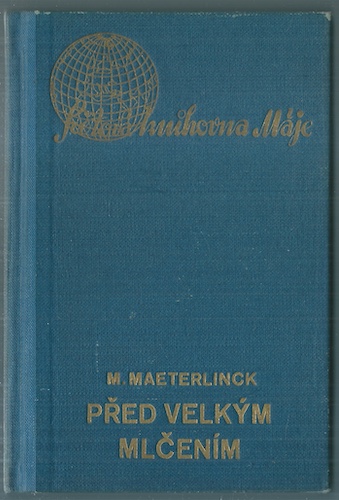 Světová knihovna Máje
M. MAETERLINCK
PŘED VELKÝM
MLČENÍM